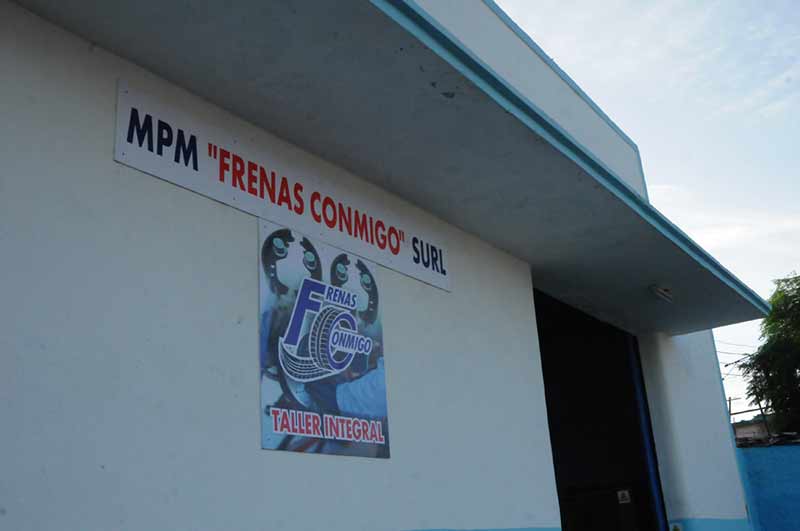 MPM "FRENAS CONMIGO" SURL
FRENAS
CONMIGO
TALLER INTEGRAL